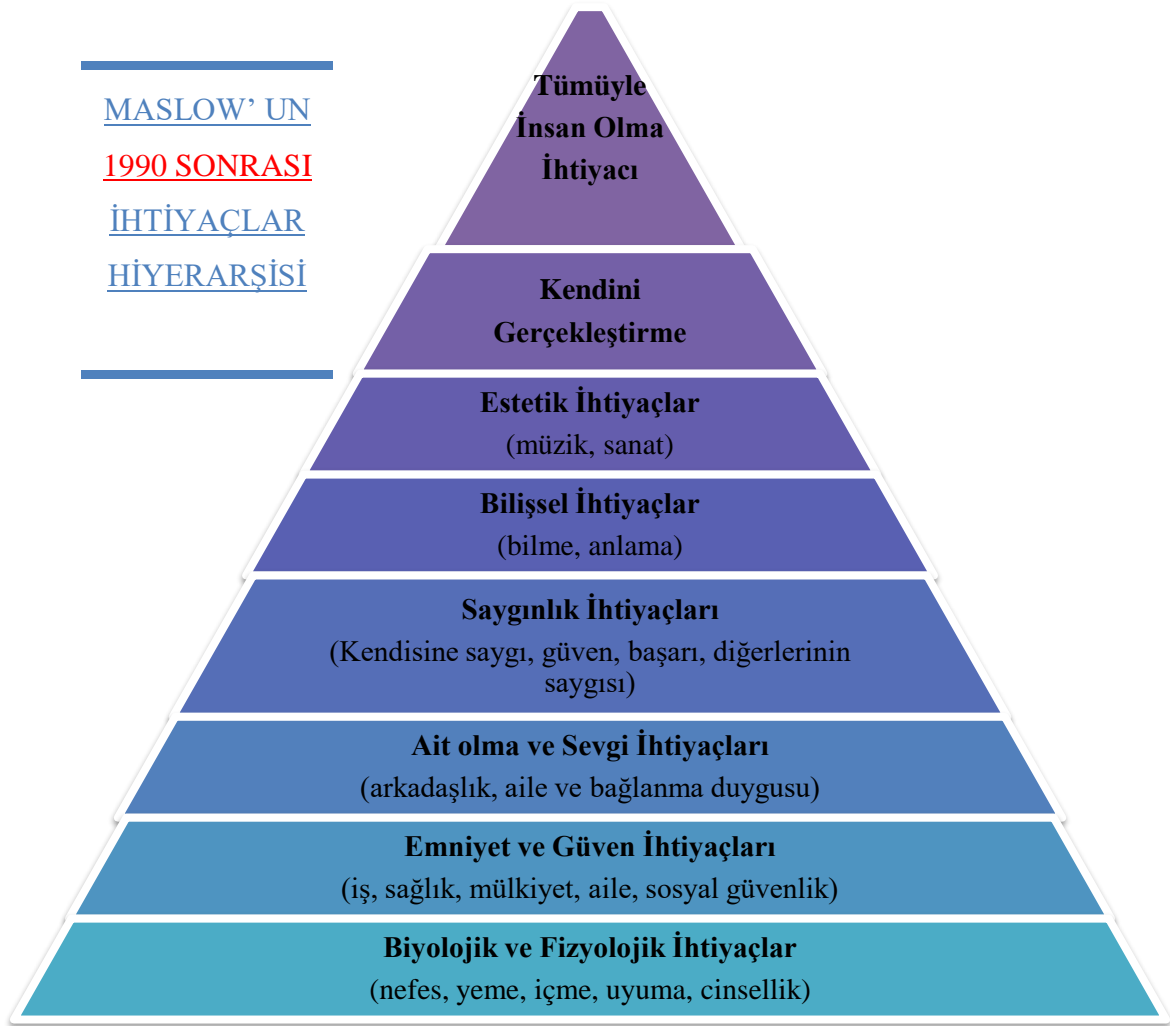 MASLOW’ UN
1990 SONRASI
İHTİYAÇLAR
HİYERARŞİSİ
Tümüyle
İnsan Olma
İhtiyacı
Kendini
Gerçekleştirme
Estetik İhtiyaçlar
(müzik, sanat)
Bilişsel İhtiyaçlar
(bilme, anlama)
Saygınlık İhtiyaçları
(Kendisine saygı, güven, başarı, diğerlerinin
saygısı)
Ait olma ve Sevgi İhtiyaçları
(arkadaşlık, aile ve bağlanma duygusu)
Emniyet ve Güven İhtiyaçları
(iş, sağlık, mülkiyet, aile, sosyal güvenlik)
Biyolojik ve Fizyolojik İhtiyaçlar
(nefes, yeme, içme, uyuma, cinsellik)